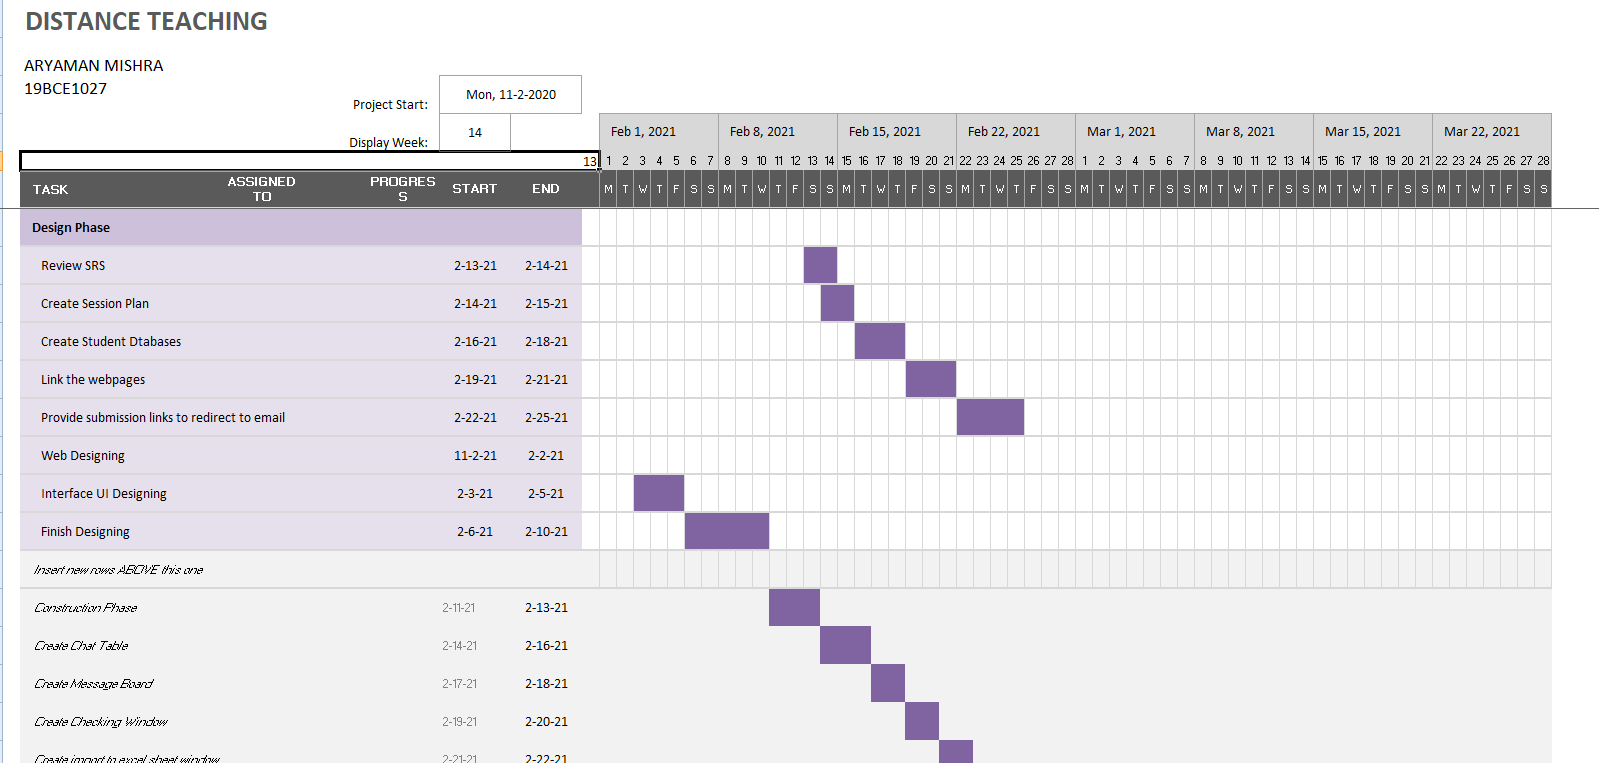 DISTANCE TEACHING
ARYAMAN MISHRA
19BCE1027
Project Start: Mon, 11-2-2020
Display Week: 14
Feb 1, 2021 Feb 8, 2021 Feb 15, 2021 Feb 22, 2021 Mar 1, 2021 Mar 8, 2021 Mar 15, 2021 Mar 22, 2021
13 1 2 3 4 5 6 7 8 9 10 11 12 13 14 15 16 17 18 19 20 21 22 23 24 25 26 27 28 1 2 3 4 5 6 7 8 9 10 11 12 13 14 15 16 17 18 19 20 21 22 23 24 25 26 27 28
TASK ASSIGNED TO PROGRESS START END M T W T F S S M T W T F S S M T W T F S S M T W T F S S M T W T F S S M T W T F S S M T W T F S S M T W T F S S
Design Phase
Review SRS 2-13-21 2-14-21
Create Session Plan 2-14-21 2-15-21
Create Student Dtabases 2-16-21 2-18-21
Link the webpages 2-19-21 2-21-21
Provide submission links to redirect to email 2-22-21 2-25-21
Web Designing 11-2-21 2-2-21
Interface UI Designing 2-3-21 2-5-21
Finish Designing 2-6-21 2-10-21
Insert new rows ABOVE this one
Construction Phase 2-11-21 2-13-21
Create Chat Table 2-14-21 2-16-21
Create Message Board 2-17-21 2-18-21
Create Checking Window 2-19-21 2-20-21
Create import to excel sheet window 2-21-21 2-22-21